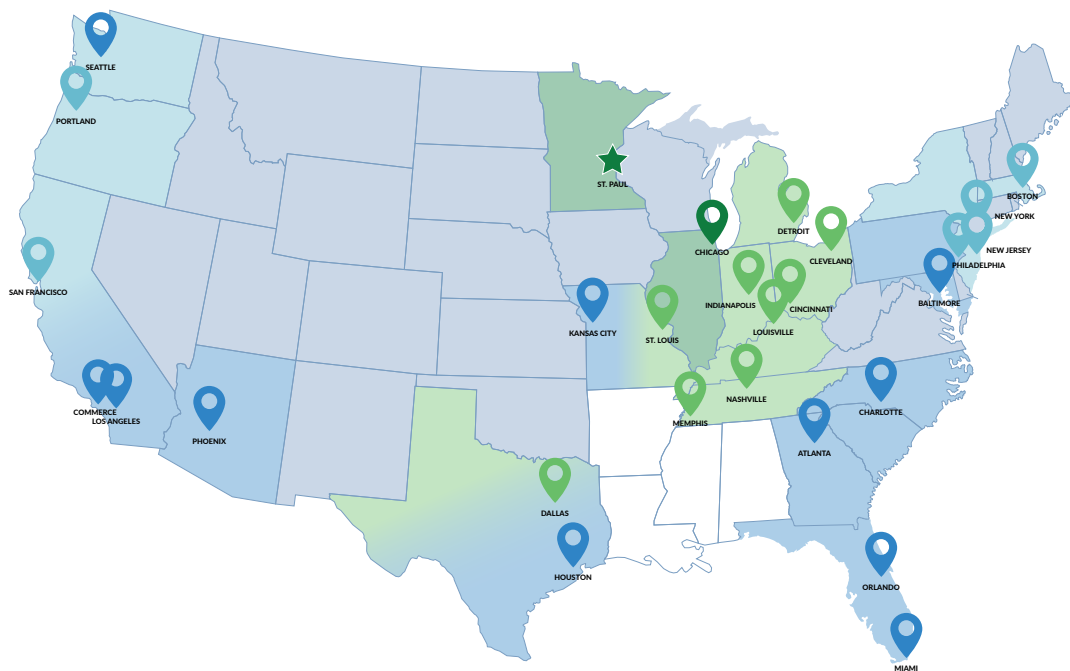 SEATTLE
PORTLAND
ST. PAUL
BOSTON
NEW YORK
DETROIT
CHICAGO
NEW JERSEY
CLEVELAND
PHILADELPHIA
SAN FRANCISCO
BALTIMORE
INDIANAPOLIS
CINCINNATI
KANSAS CITY
LOUISVILLE
ST. LOUIS
NASHVILLE
COMMERCE
CHARLOTTE
LOS ANGELES
MEMPHIS
PHOENIX
ATLANTA
DALLAS
HOUSTON
ORLANDO
MIAMI